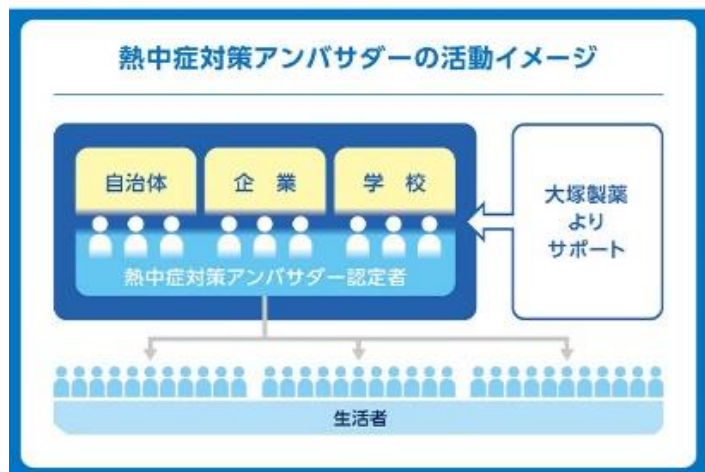 熱中症対策アンバサダーの活動イメージ
自治体
企 業
学 校
熱中症対策アンバサダー認定者
大塚製薬
より
サポート
生活者